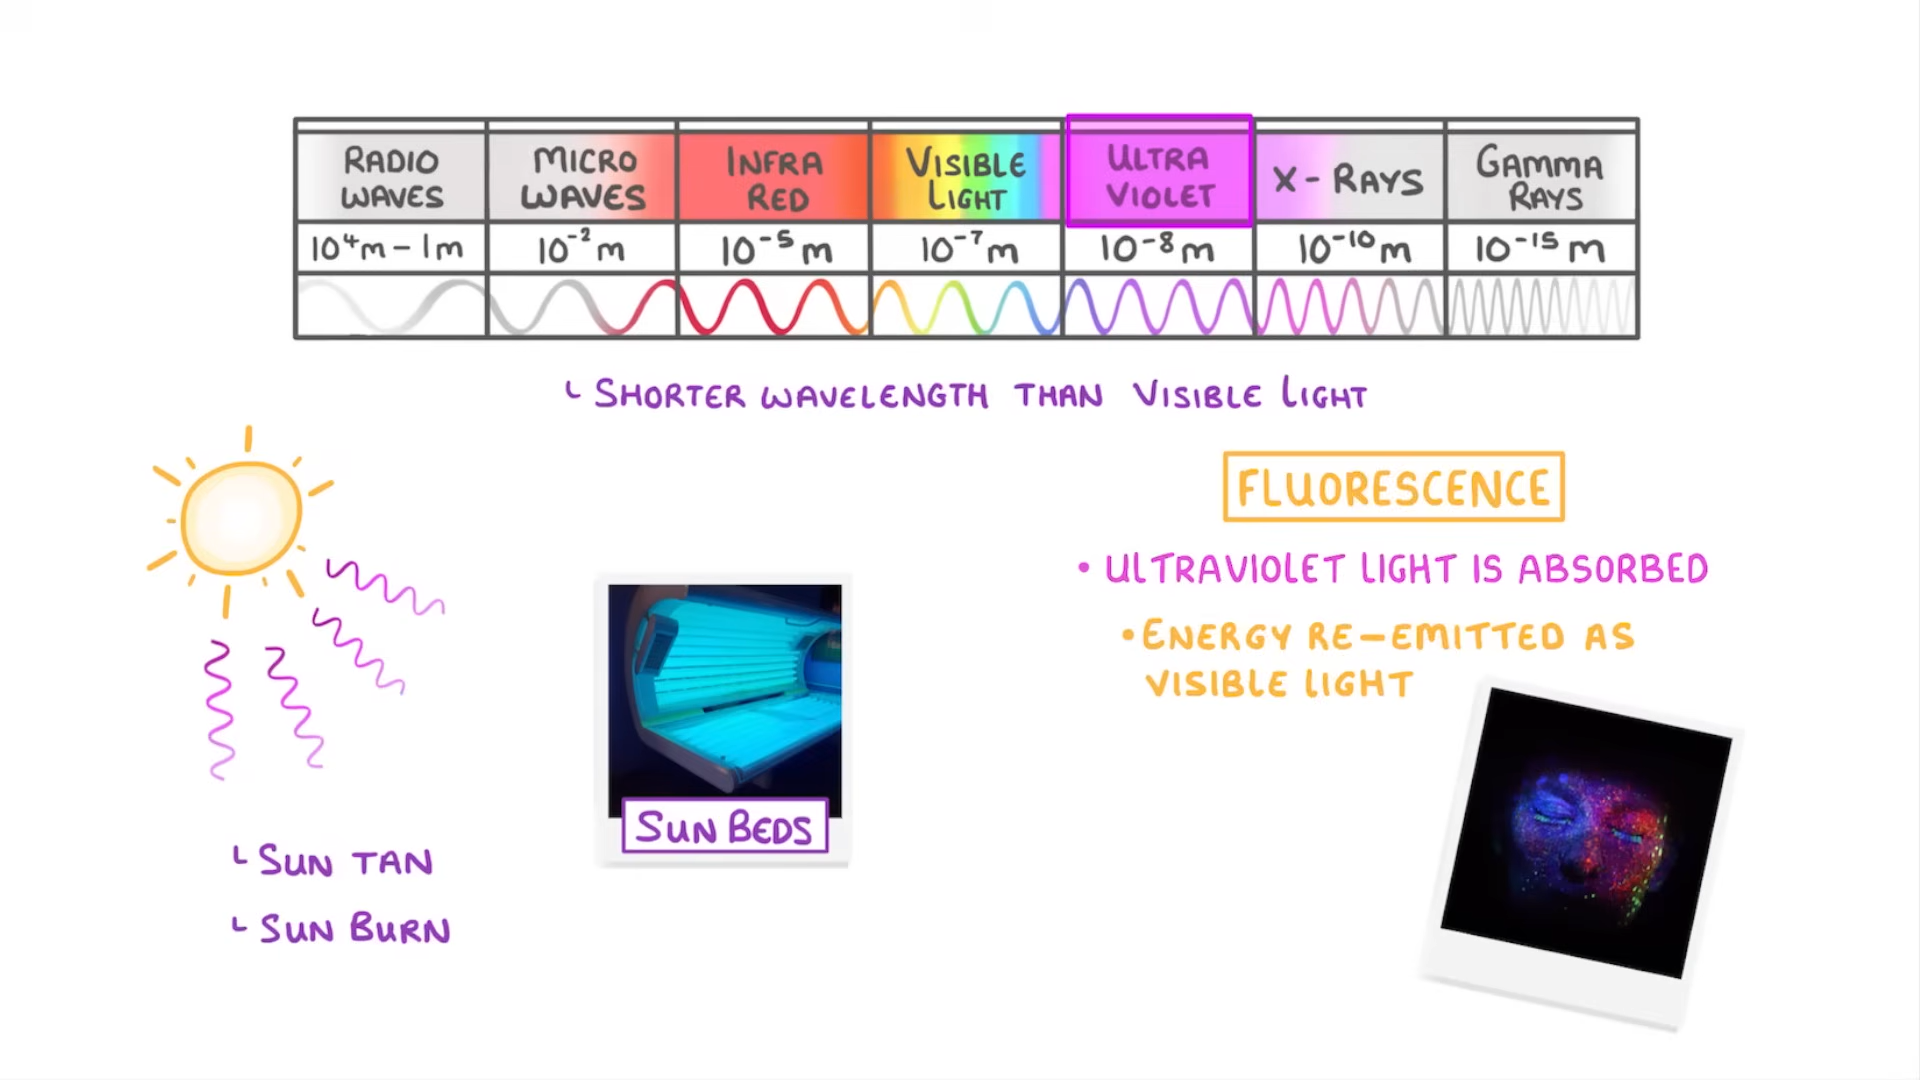 RADIO
WAVES
MICRO
WAVES
INFRA
RED
VISIBLE
LIGHT
ULTRA
VIOLET
X-RAYS
GAMMA
RAYS
10⁴m-1m
10⁻²m
10⁻⁵m
10⁻⁷m
10⁻⁸m
10⁻¹⁰m
10⁻¹⁵m
SHORTER WAVELENGTH THAN VISIBLE LIGHT
FLUORESCENCE
• ULTRAVIOLET LIGHT IS ABSORBED
• ENERGY RE-EMITTED AS
VISIBLE LIGHT
SUN BEDS
SUN TAN
SUN BURN